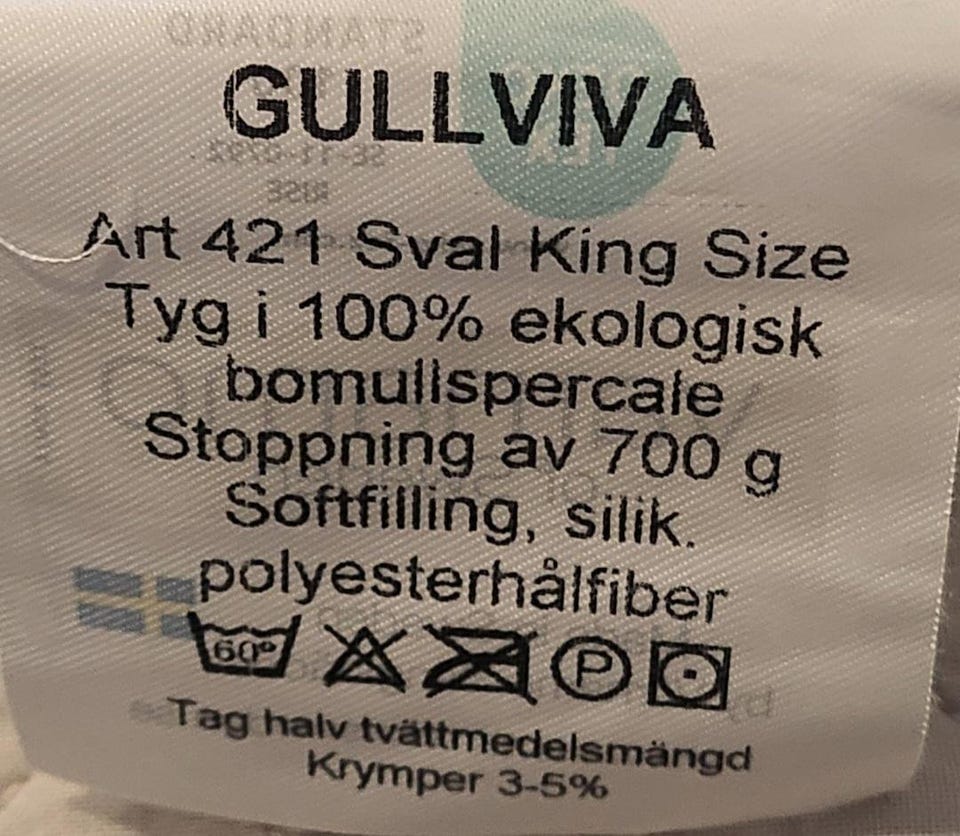 GULLVIVA
Art 421 Sval King Size
Tyg i 100% ekologisk
bomullspercale
Stoppning av 700 g
Softfilling, silik.
polyesterhålfiber
60° P
Tag halv tvättmedelsmängd
Krymper 3-5%